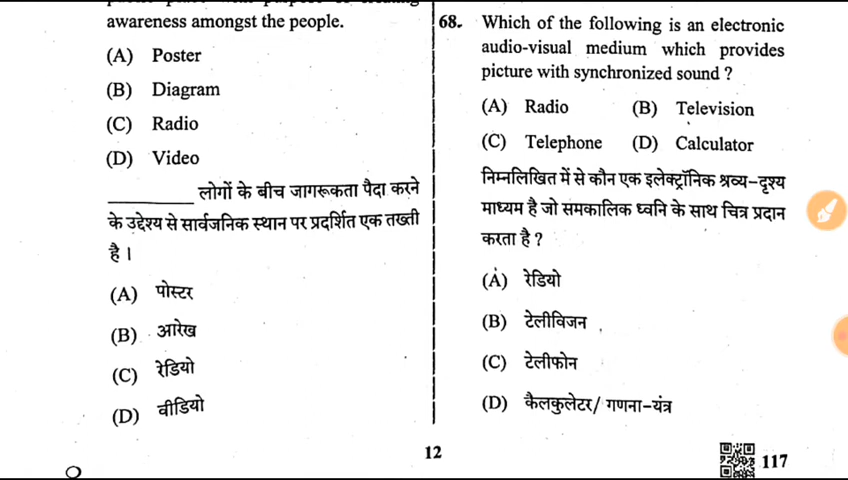 awareness amongst the people.
(A) Poster
(B) Diagram
(C) Radio
(D) Video
________ लोगों के बीच जागरूकता पैदा करने
के उद्देश्य से सार्वजनिक स्थान पर प्रदर्शित एक तख्ती
है ।
(A) पोस्टर
(B) आरेख
(C) रेडियो
(D) वीडियो
68. Which of the following is an electronic
audio-visual medium which provides
picture with synchronized sound ?
(A) Radio (B) Television
(C) Telephone (D) Calculator
निम्नलिखित में से कौन एक इलेक्ट्रॉनिक श्रव्य-दृश्य
माध्यम है जो समकालिक ध्वनि के साथ चित्र प्रदान
करता है ?
(A) रेडियो
(B) टेलीविजन
(C) टेलीफोन
(D) कैलकुलेटर/ गणना-यंत्र
12
117